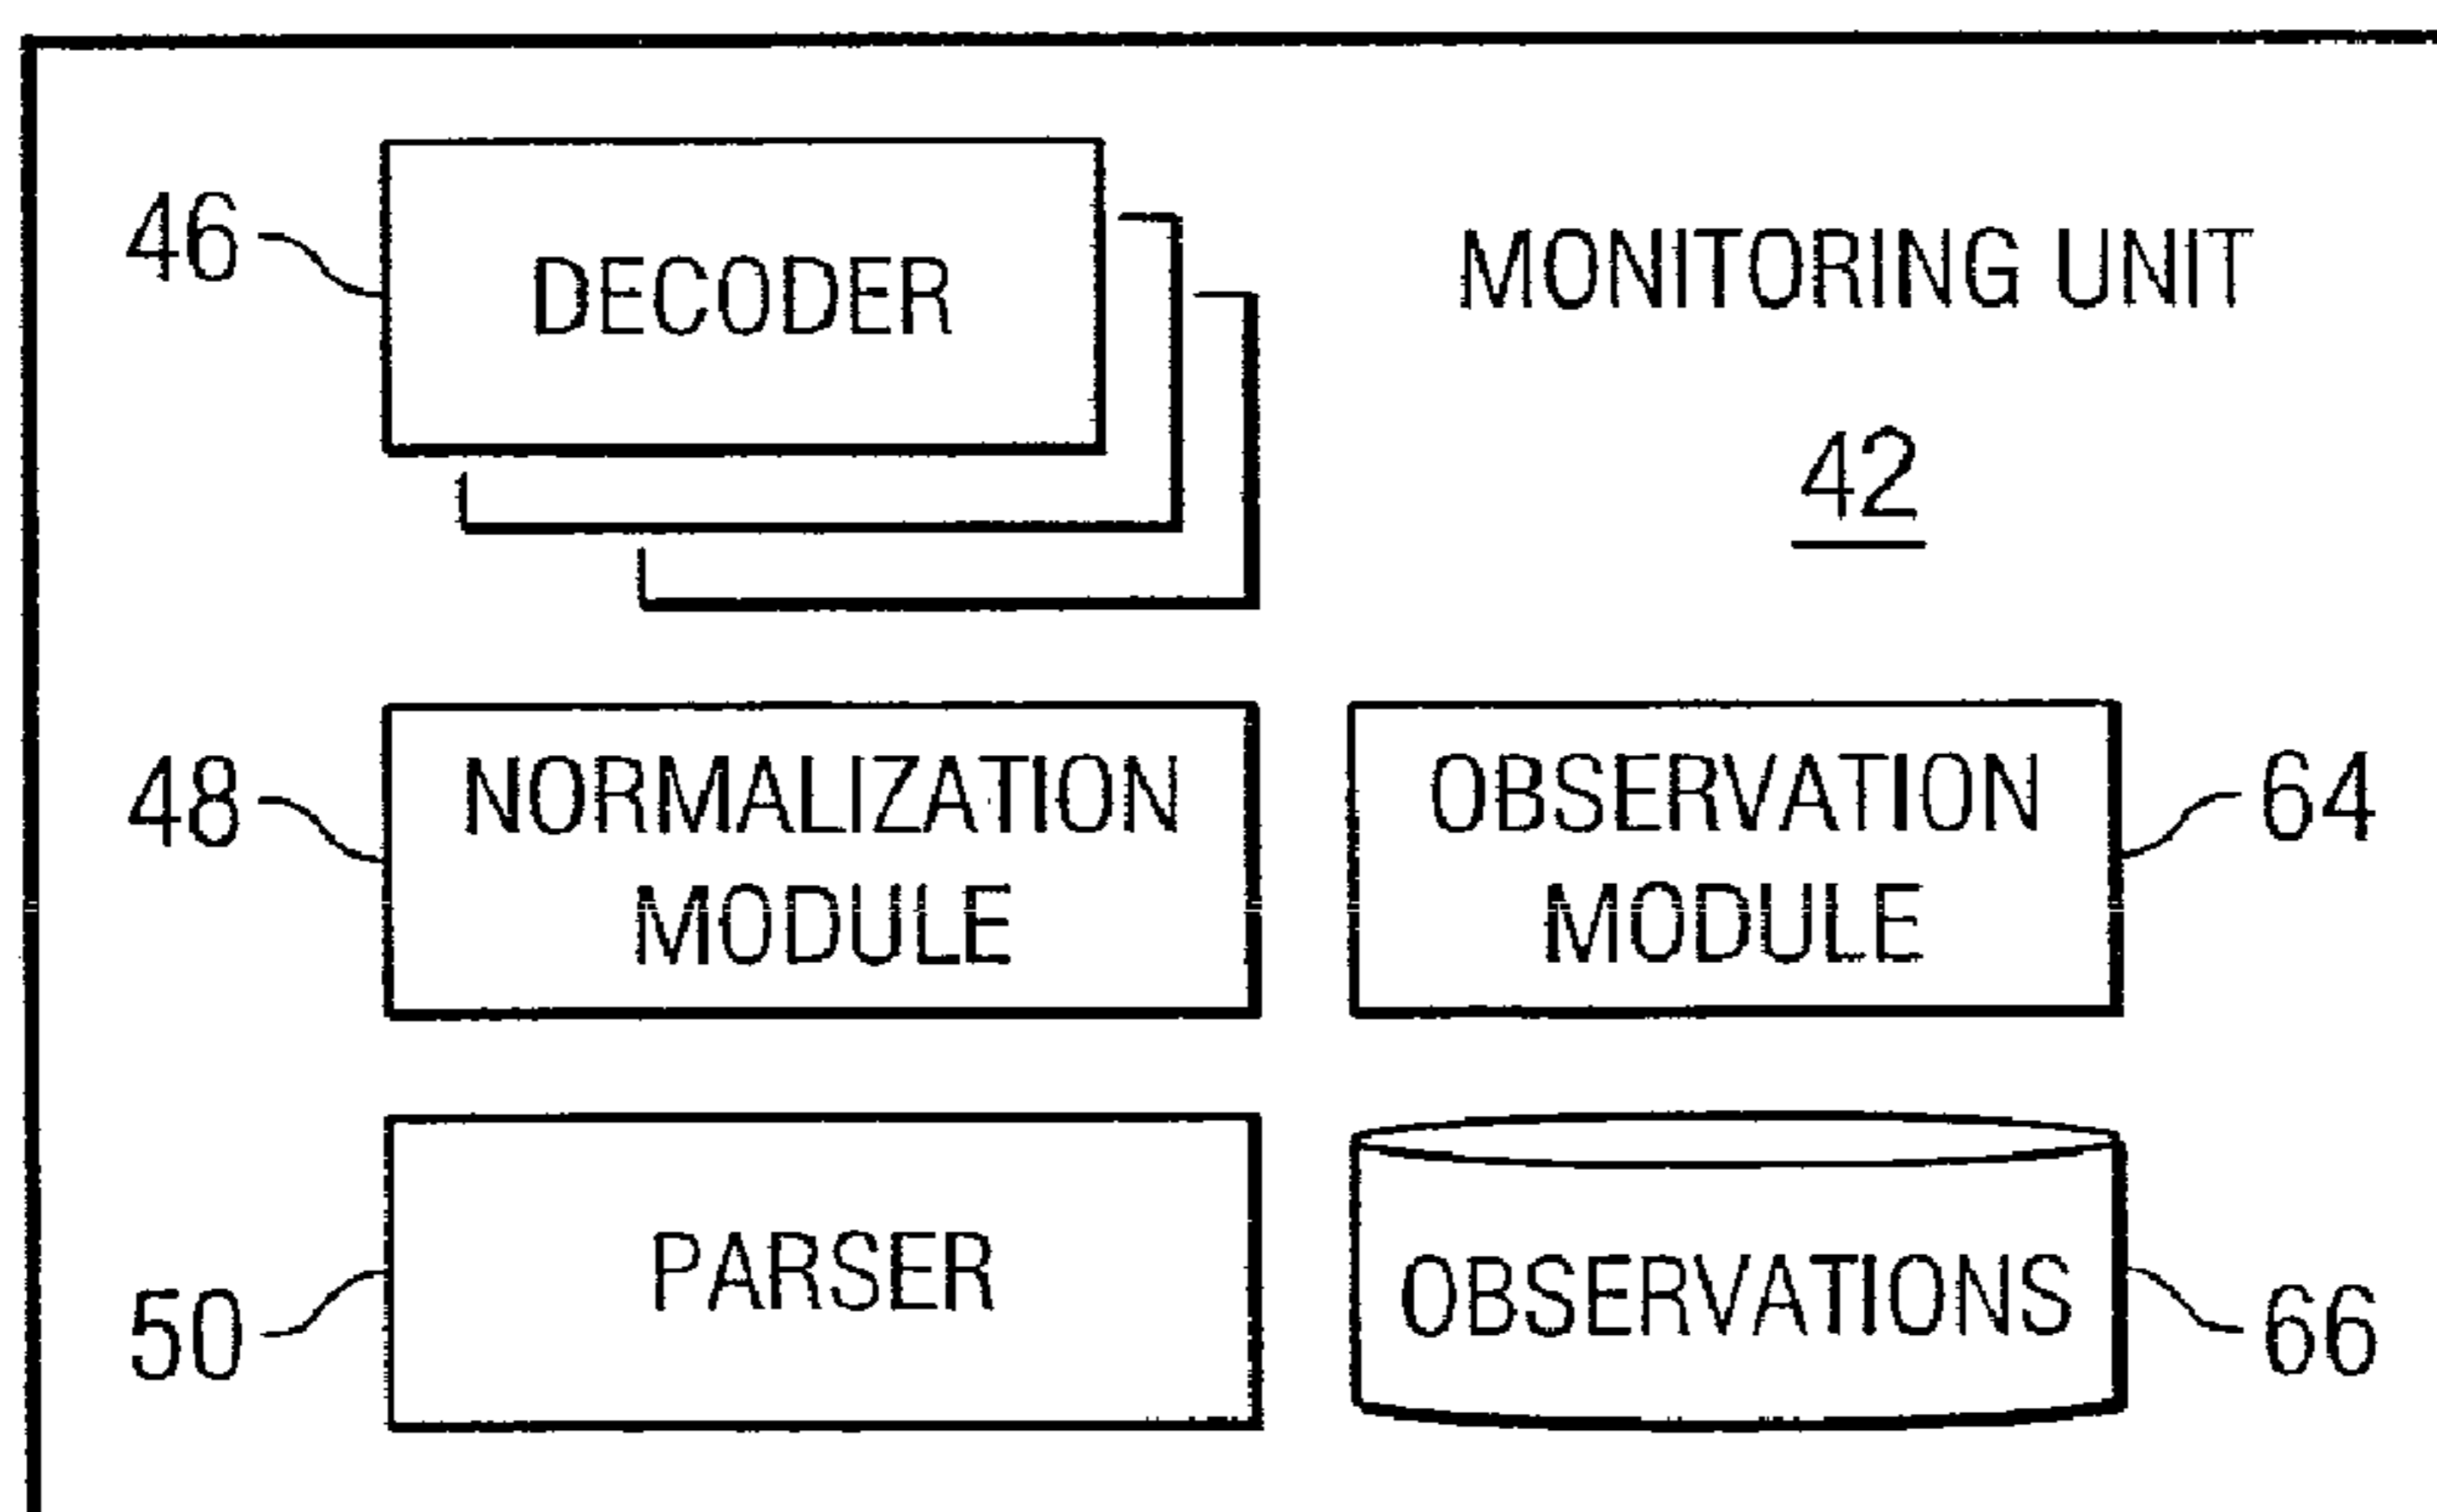 46
DECODER
MONITORING UNIT
42
48
NORMALIZATION
MODULE
OBSERVATION
MODULE
64
50
PARSER
OBSERVATIONS
66